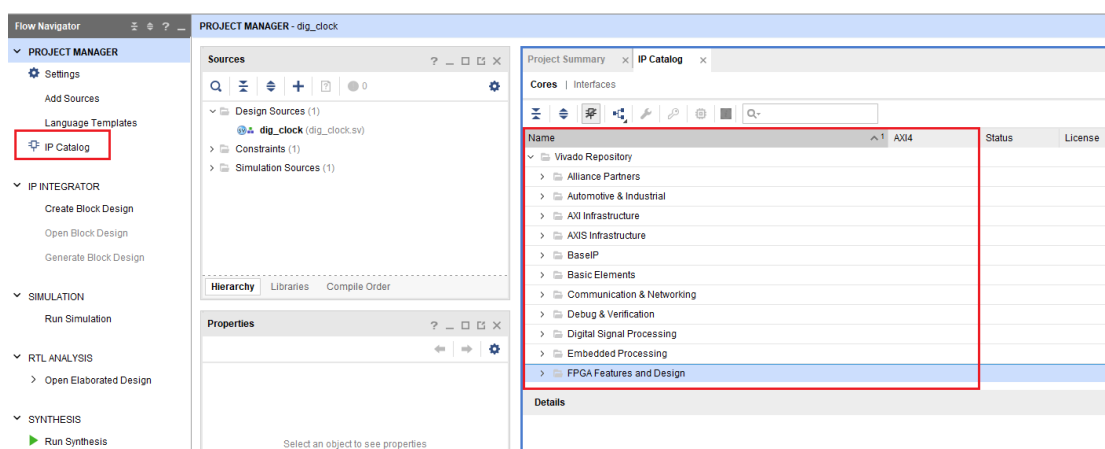 Flow Navigator
PROJECT MANAGER
Settings
Add Sources
Language Templates
IP Catalog
IP INTEGRATOR
Create Block Design
Open Block Design
Generate Block Design
SIMULATION
Run Simulation
RTL ANALYSIS
Open Elaborated Design
SYNTHESIS
Run Synthesis
PROJECT MANAGER - dig_clock
Sources
0
Design Sources (1)
dig_clock (dig_clock.sv)
Constraints (1)
Simulation Sources (1)
Hierarchy Libraries Compile Order
Properties
Select an object to see properties
Project Summary IP Catalog
Cores | Interfaces
Name 1 AXI4 Status License
Vivado Repository
Alliance Partners
Automotive & Industrial
AXI Infrastructure
AXIS Infrastructure
BaseIP
Basic Elements
Communication & Networking
Debug & Verification
Digital Signal Processing
Embedded Processing
FPGA Features and Design
Details